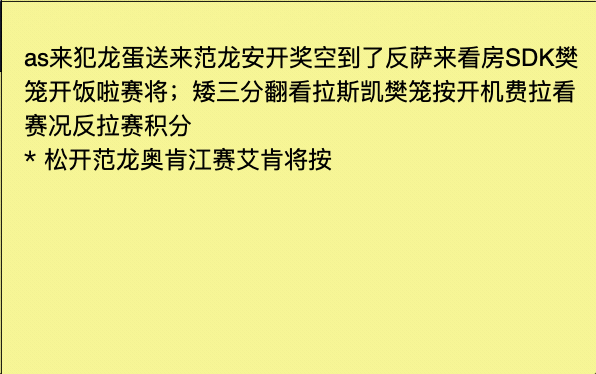 as来犯龙蛋送来范龙安开奖空到了反萨来看房SDK樊
笼开饭啦赛将；矮三分翻看拉斯凯樊笼按开机费拉看
赛况反拉赛积分
* 松开范龙奥肯江赛艾肯将按